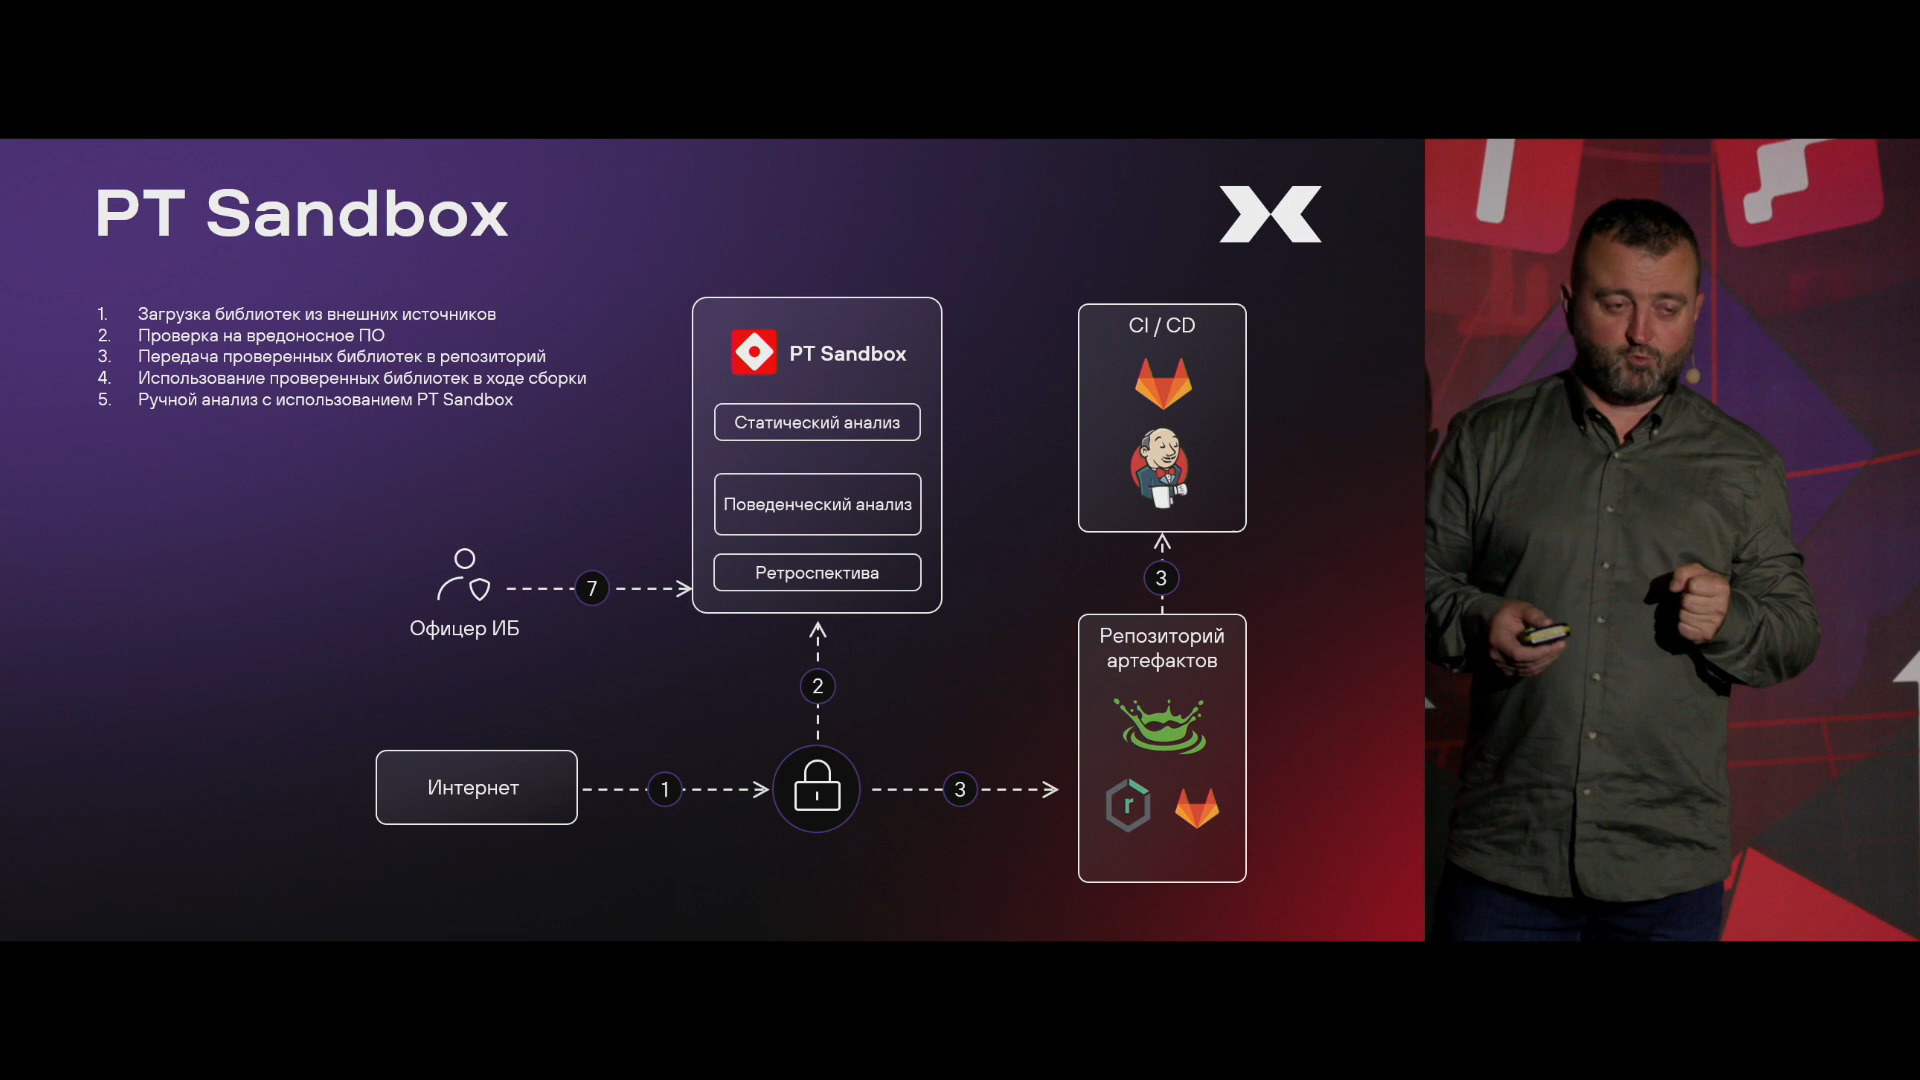 PT Sandbox
1. Загрузка библиотек из внешних источников
2. Проверка на вредоносное ПО
3. Передача проверенных библиотек в репозиторий
4. Использование проверенных библиотек в ходе сборки
5. Ручной анализ с использованием PT Sandbox
PT Sandbox
Статический анализ
Поведенческий анализ
Ретроспектива
CI / CD
3
7
Офицер ИБ
2
Репозиторий
артефактов
r
Интернет
1
3